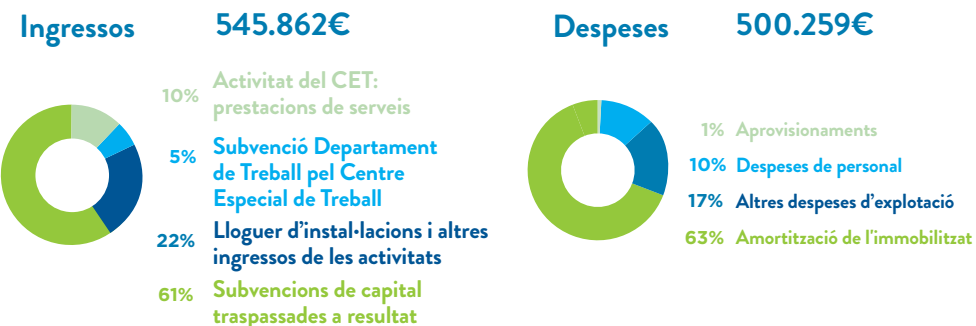 Ingressos 545.862€
10% Activitat del CET:
prestacions de serveis
5% Subvenció Departament
de Treball pel Centre
Especial de Treball
22% Lloguer d'instal·lacions i altres
ingressos de les activitats
61% Subvencions de capital
traspassades a resultat
Despeses 500.259€
1% Aprovisionaments
10% Despeses de personal
17% Altres despeses d'explotació
63% Amortització de l'immobilitzat